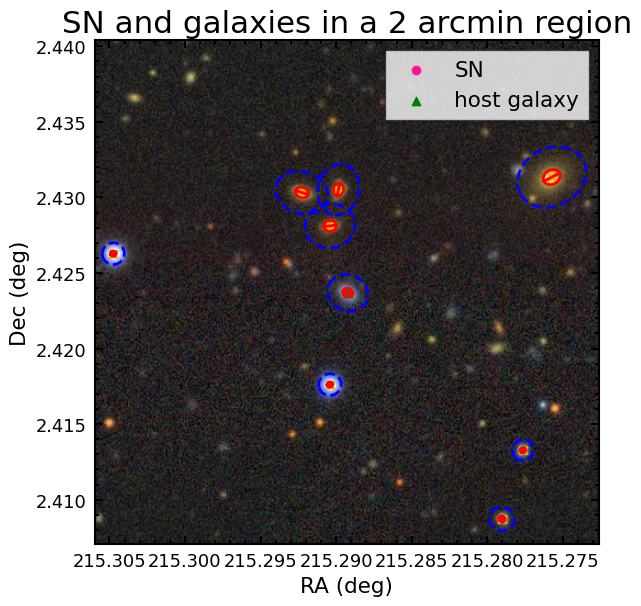 SN and galaxies in a 2 arcmin region
SN
host galaxy
2.440
2.435
2.430
2.425
2.420
2.415
2.410
Dec (deg)
215.305 215.300 215.295 215.290 215.285 215.280 215.275
RA (deg)